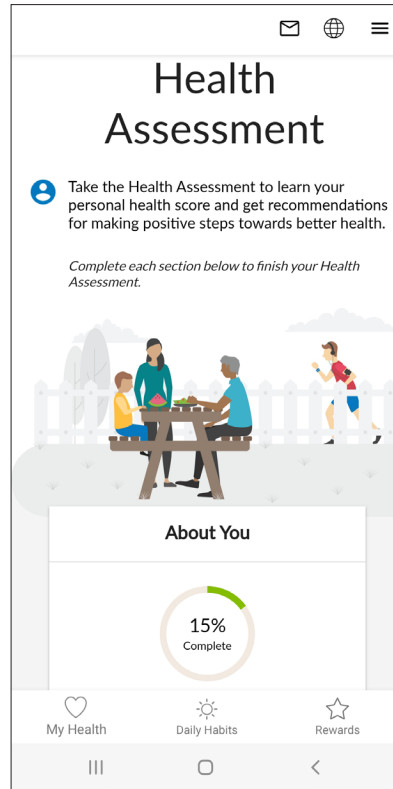 Health
Assessment
Take the Health Assessment to learn your
personal health score and get recommendations
for making positive steps towards better health.
Complete each section below to finish your Health
Assessment.
About You
15%
Complete
My Health
Daily Habits
Rewards